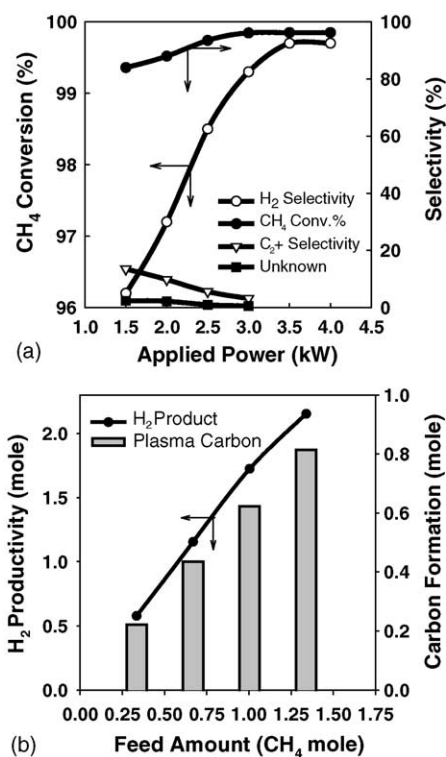 100
99
98
97
96
CH4 Conversion (%)
100
80
60
40
20
0
Selectivity (%)
H2 Selectivity
CH4 Conv.%
C2+ Selectivity
Unknown
1.0 1.5 2.0 2.5 3.0 3.5 4.0 4.5
(a) Applied Power (kW)
H2 Product
Plasma Carbon
2.0
1.5
1.0
0.5
0.0
H2 Productivity (mole)
1.0
0.8
0.6
0.4
0.2
0.0
Carbon Formation (mole)
0.00 0.25 0.50 0.75 1.00 1.25 1.50 1.75
(b) Feed Amount (CH4 mole)